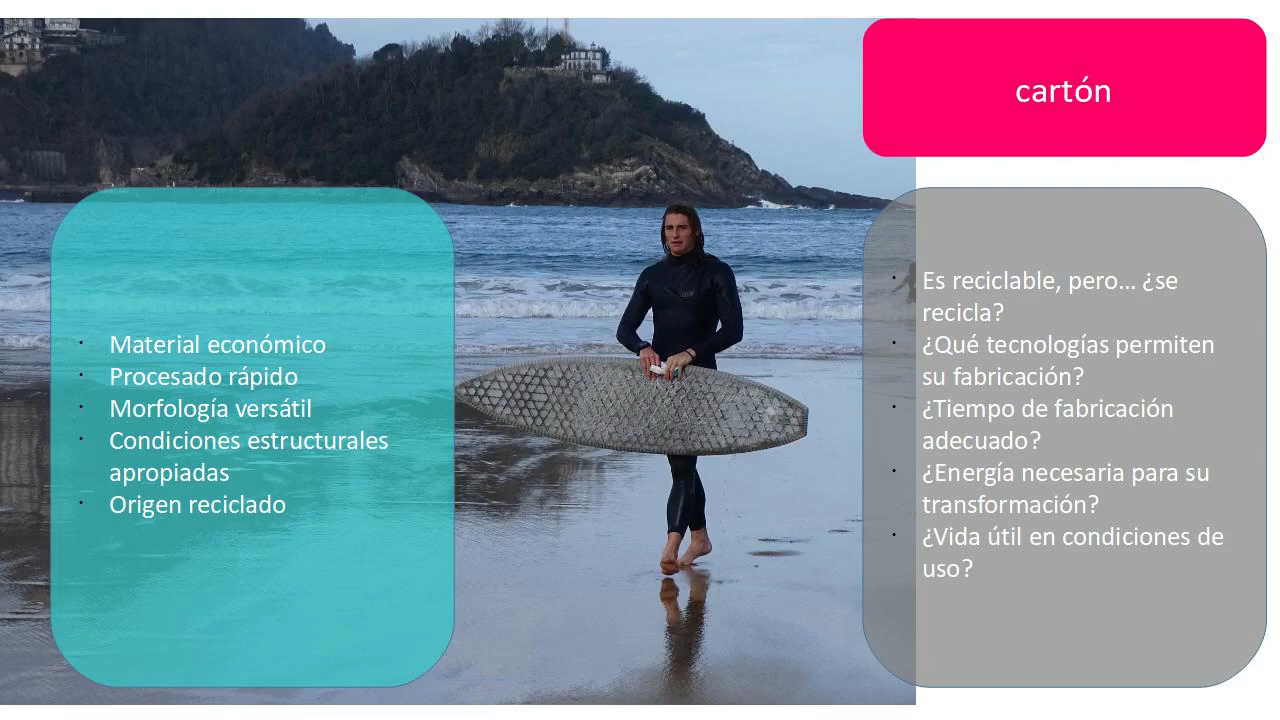 cartón
· Material económico
· Procesado rápido
· Morfología versátil
· Condiciones estructurales
apropiadas
· Origen reciclado
· Es reciclable, pero… ¿se
recicla?
· ¿Qué tecnologías permiten
su fabricación?
· ¿Tiempo de fabricación
adecuado?
· ¿Energía necesaria para su
transformación?
· ¿Vida útil en condiciones de
uso?